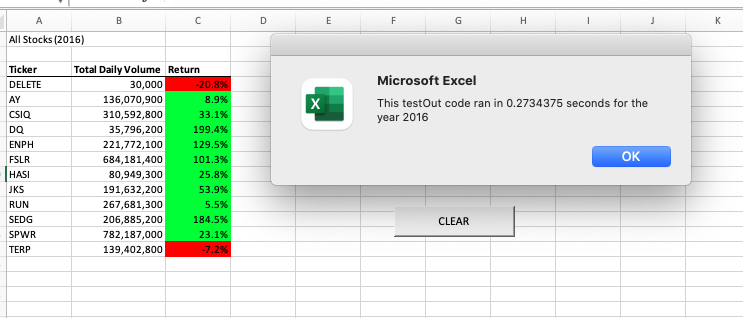 A B C D E F G H I J K
All Stocks (2016)
Ticker Total Daily Volume Return
DELETE 30,000 -20.8%
AY 136,070,900 8.9%
CSIQ 310,592,800 33.1%
DQ 35,796,200 199.4%
ENPH 221,772,100 129.5%
FSLR 684,181,400 101.3%
HASI 80,949,300 25.8%
JKS 191,632,200 53.9%
RUN 267,681,300 5.5%
SEDG 206,885,200 184.5%
SPWR 782,187,000 23.1%
TERP 139,402,800 -7.2%
X
Microsoft Excel
This testOut code ran in 0.2734375 seconds for the
year 2016
OK
CLEAR